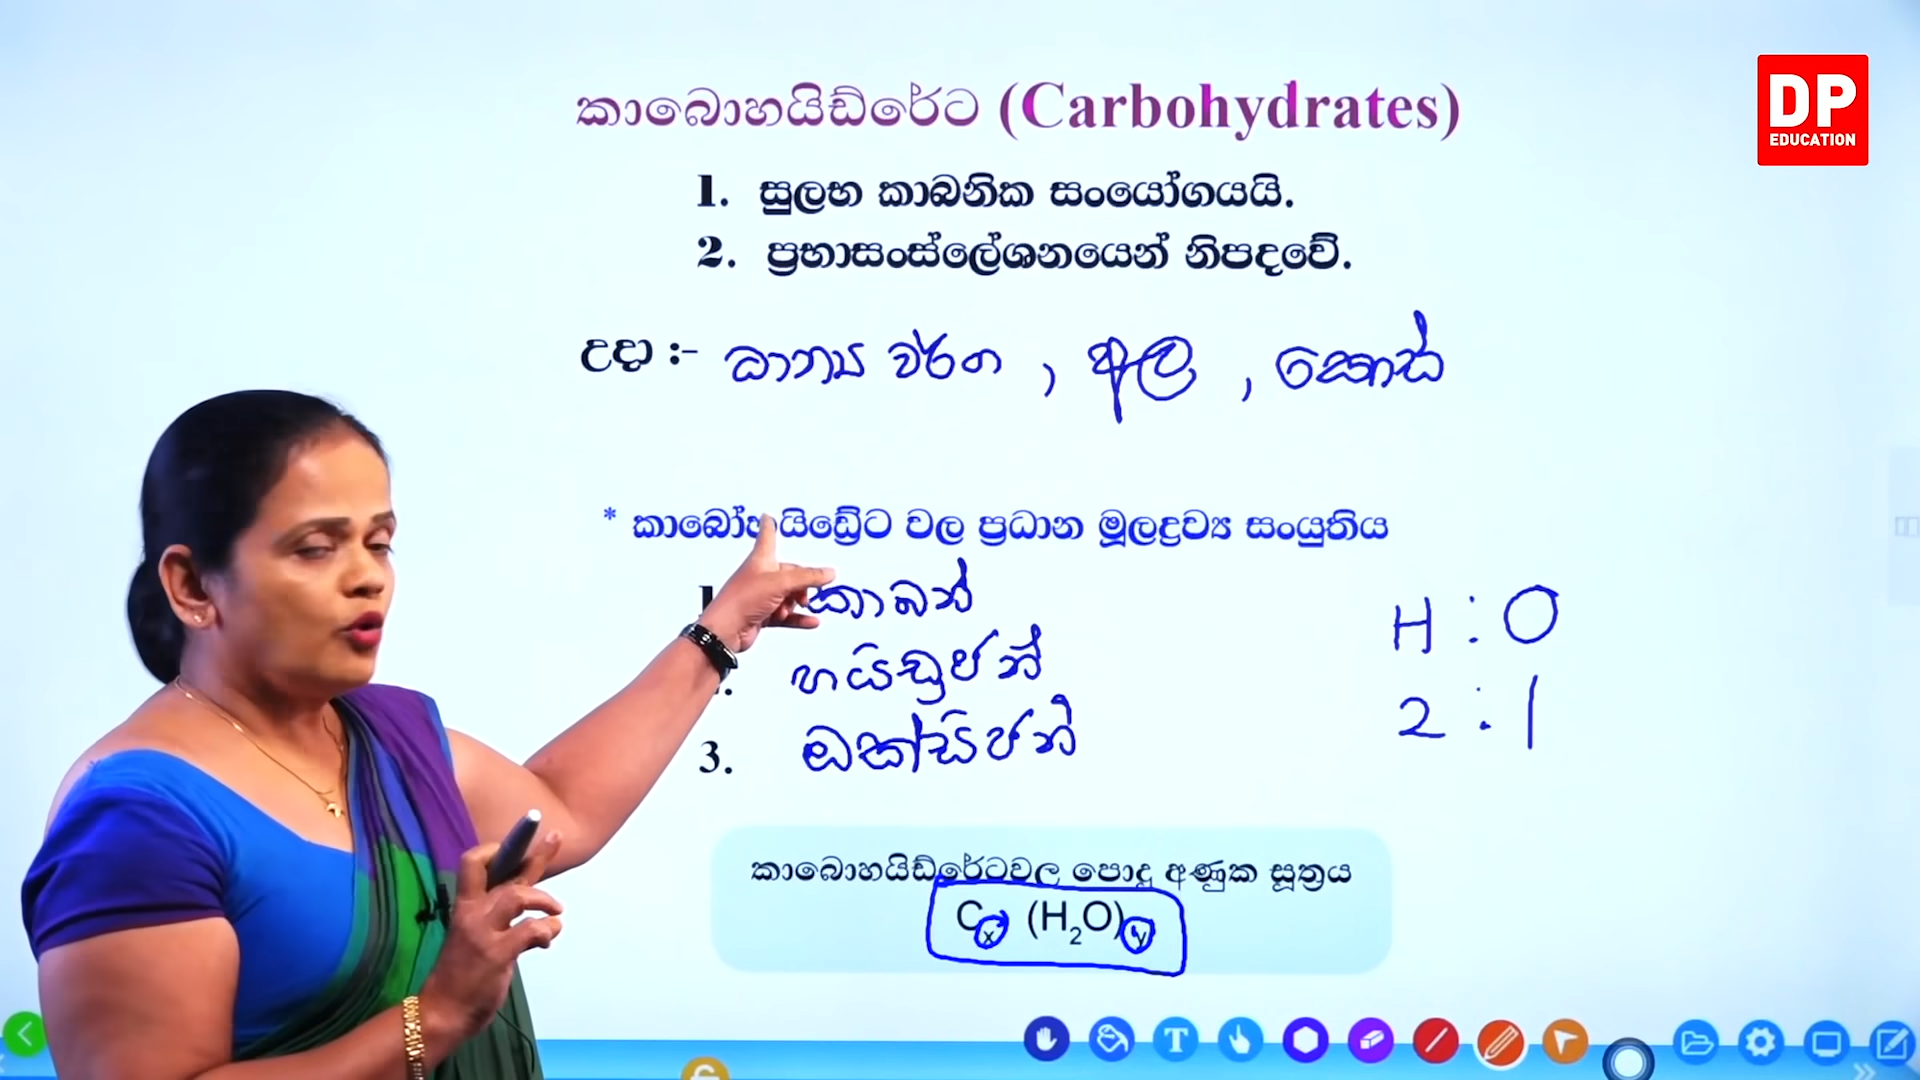 DP
EDUCATION
කාබොහයිඩ්රේට (Carbohydrates)
1. සුලභ කාබනික සංයෝගයයි.
2. ප්‍රභාසංස්ලේශනයෙන් නිපදවේ.
උදා :- ධාන්‍ය වර්ග , අල , කොස්
* කාබෝහයිඩ්‍රේට වල ප්‍රධාන මූලද්‍රව්‍ය සංයුතිය
1 කාබන්
හයිඩ්‍රජන්
3. ඔක්සිජන්
H : O
2 : 1
කාබොහයිඩ්රේටවල පොදු අණුක සූත්‍රය
Cx (H2O)y